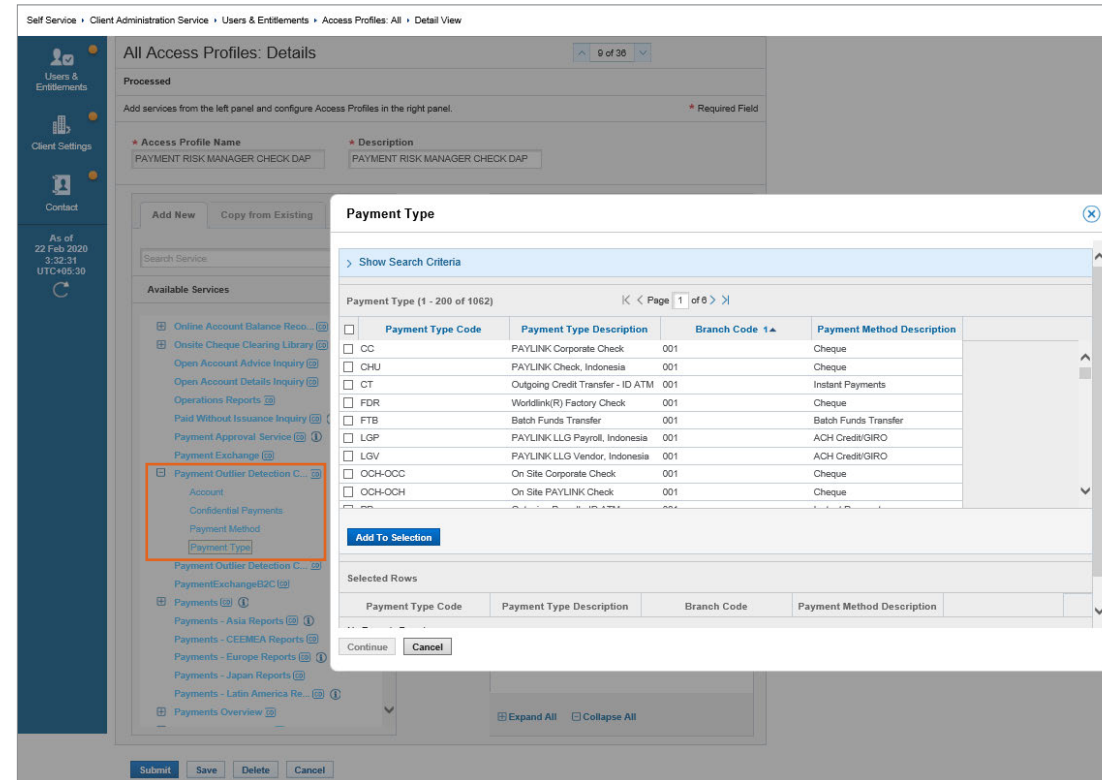 Self Service › Client Administration Service › Users & Entitlements › Access Profiles: All › Detail View
Users & Entitlements
Client Settings
Contact
As of
22 Feb 2020
3:32:31
UTC+05:30
All Access Profiles: Details
9 of 36
Processed
Add services from the left panel and configure Access Profiles in the right panel.
* Required Field
* Access Profile Name
* Description
PAYMENT RISK MANAGER CHECK DAP
PAYMENT RISK MANAGER CHECK DAP
Add New
Copy from Existing
Search Service
Available Services
Online Account Balance Reco...
Onsite Cheque Clearing Library
Open Account Advice Inquiry
Open Account Details Inquiry
Operations Reports
Paid Without Issuance Inquiry
Payment Approval Service
Payment Exchange
Payment Outlier Detection C...
Account
Confidential Payments
Payment Method
Payment Type
Payment Outlier Detection C...
PaymentExchangeB2C
Payments
Payments - Asia Reports
Payments - CEEMEA Reports
Payments - Europe Reports
Payments - Japan Reports
Payments - Latin America Re...
Payments Overview
Payment Type
Show Search Criteria
Payment Type (1 - 200 of 1062)
Page 1 of 6
Payment Type Code Payment Type Description Branch Code 1 Payment Method Description
CC PAYLINK Corporate Check 001 Cheque
CHU PAYLINK Check, Indonesia 001 Cheque
CT Outgoing Credit Transfer - ID ATM 001 Instant Payments
FDR Worldlink(R) Factory Check 001 Cheque
FTB Batch Funds Transfer 001 Batch Funds Transfer
LGP PAYLINK LLG Payroll, Indonesia 001 ACH Credit/GIRO
LGV PAYLINK LLG Vendor, Indonesia 001 ACH Credit/GIRO
OCH-OCC On Site Corporate Check 001 Cheque
OCH-OCH On Site PAYLINK Check 001 Cheque
Add To Selection
Selected Rows
Payment Type Code Payment Type Description Branch Code Payment Method Description
Continue
Cancel
Expand All
Collapse All
Submit
Save
Delete
Cancel